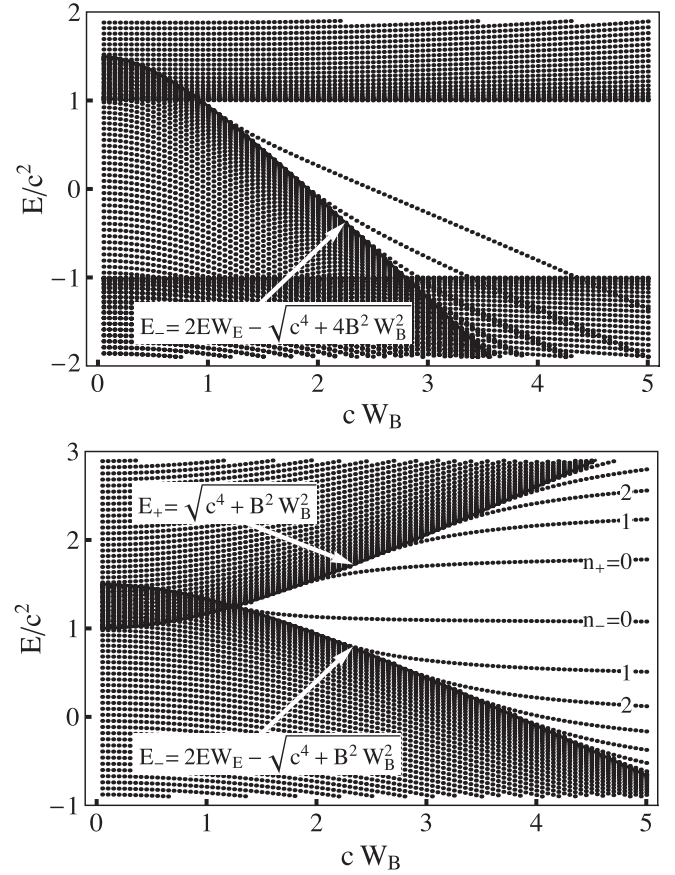 2
1
0
−1
−2
E/c²
E₋= 2EW_E − √(c⁴ + 4B² W_B²)
0 1 2 3 4 5
c W_B
3
2
1
0
−1
E/c²
E₊= √(c⁴ + B² W_B²)
2
1
n₊=0
n₋=0
1
2
E₋= 2EW_E − √(c⁴ + B² W_B²)
0 1 2 3 4 5
c W_B